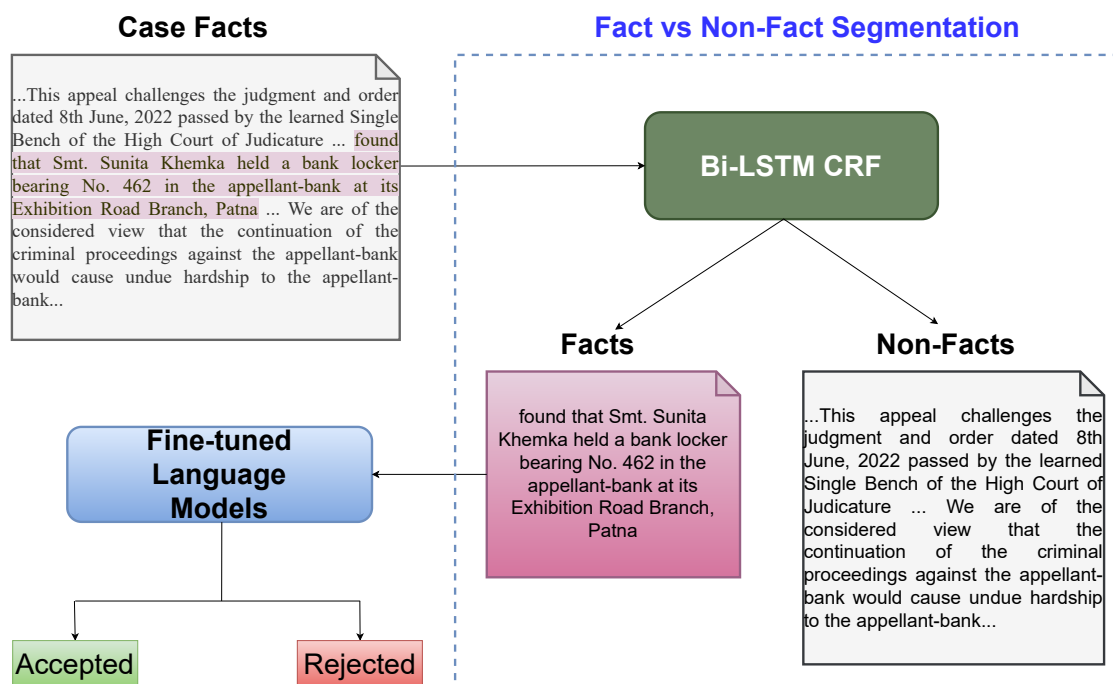 Case Facts
...This appeal challenges the judgment and order
dated 8th June, 2022 passed by the learned Single
Bench of the High Court of Judicature ... found
that Smt. Sunita Khemka held a bank locker
bearing No. 462 in the appellant-bank at its
Exhibition Road Branch, Patna ... We are of the
considered view that the continuation of the
criminal proceedings against the appellant-bank
would cause undue hardship to the appellant-
bank...
Fact vs Non-Fact Segmentation
Bi-LSTM CRF
Facts
found that Smt. Sunita
Khemka held a bank locker
bearing No. 462 in the
appellant-bank at its
Exhibition Road Branch,
Patna
Non-Facts
...This appeal challenges the
judgment and order dated 8th
June, 2022 passed by the learned
Single Bench of the High Court of
Judicature ... We are of the
considered view that the
continuation of the criminal
proceedings against the appellant-
bank would cause undue hardship
to the appellant-bank...
Fine-tuned
Language
Models
Accepted
Rejected